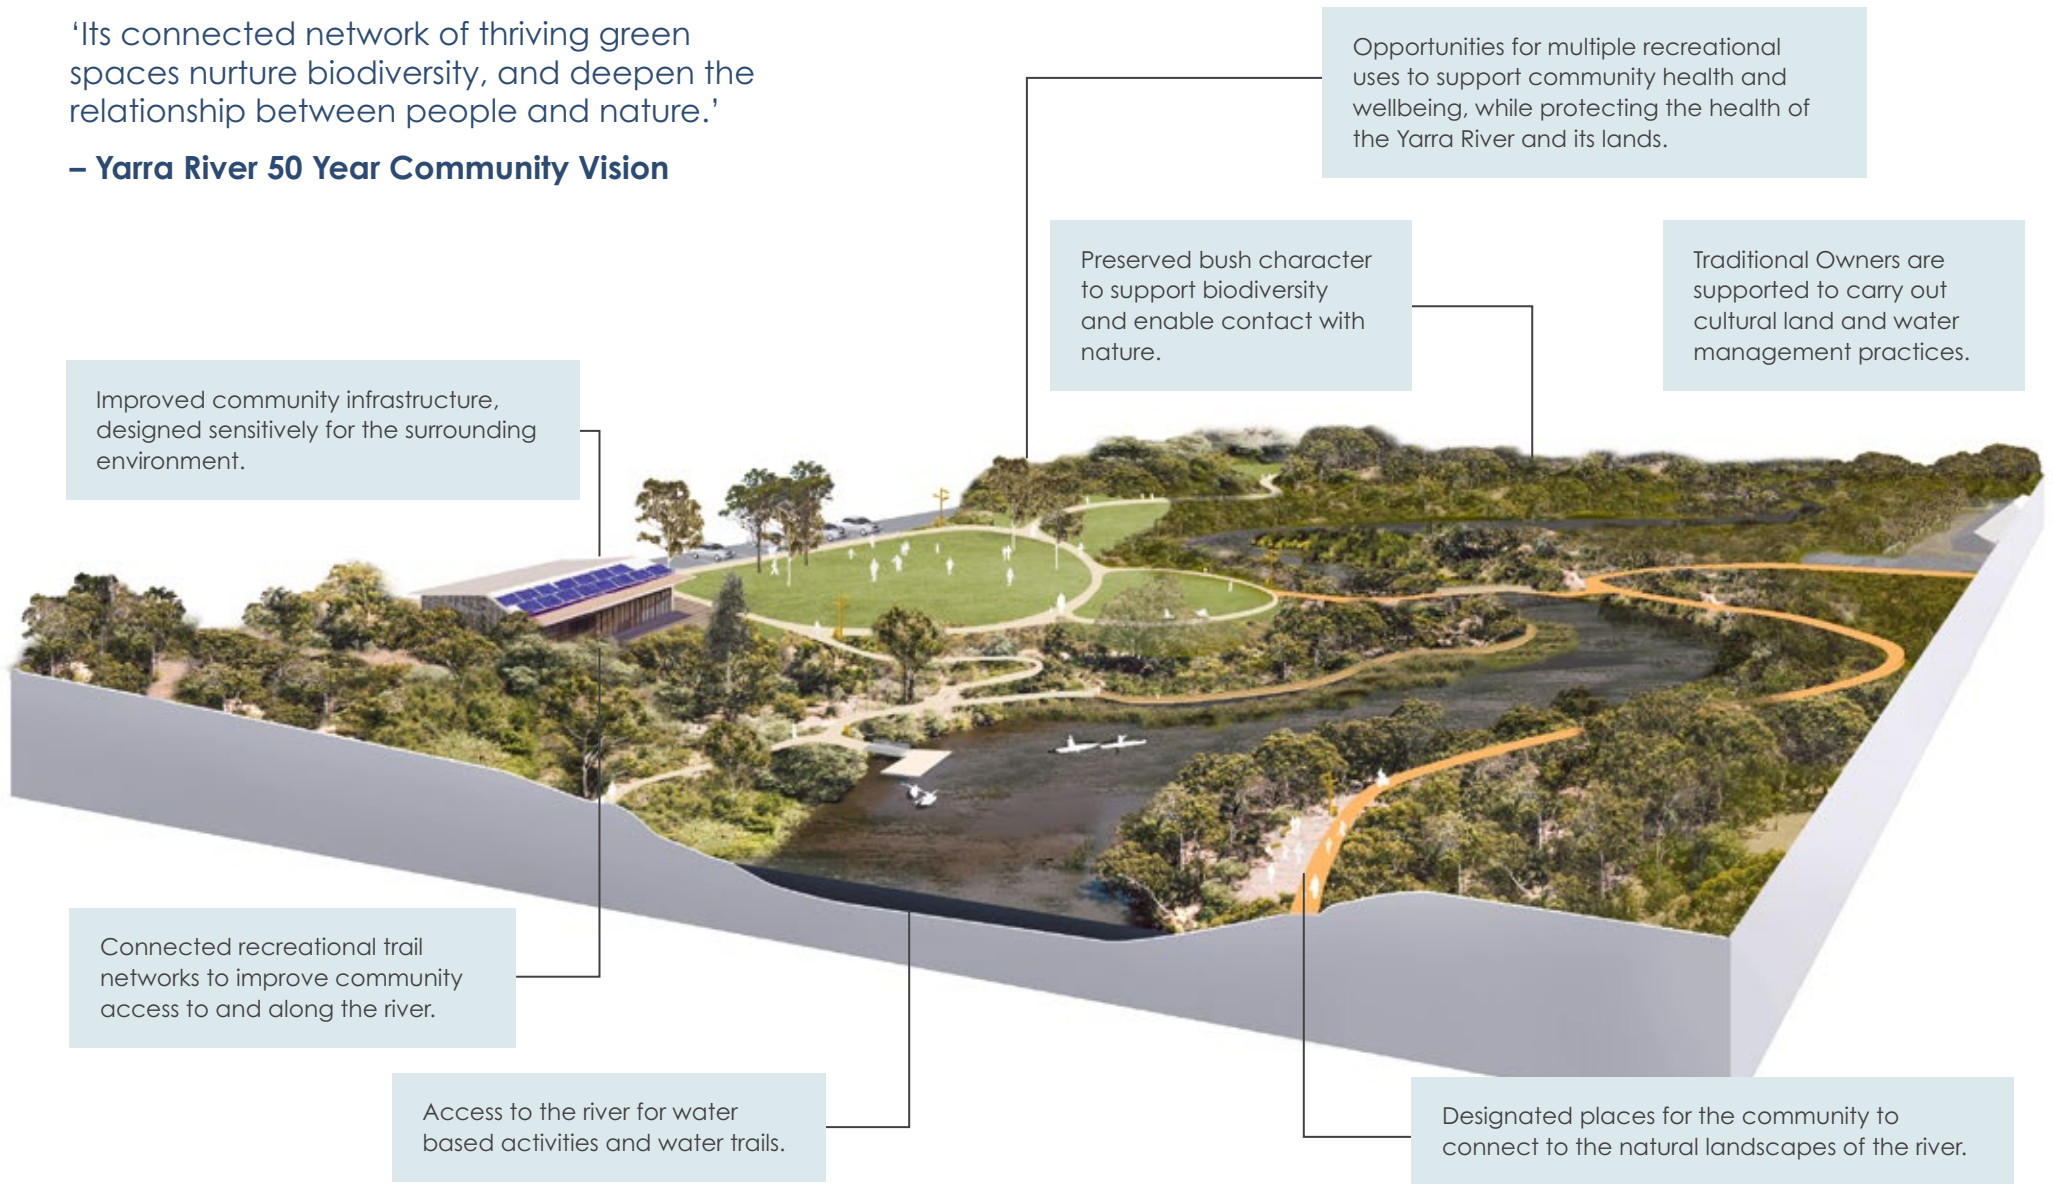 ‘Its connected network of thriving green
spaces nurture biodiversity, and deepen the
relationship between people and nature.’
– Yarra River 50 Year Community Vision
Opportunities for multiple recreational
uses to support community health and
wellbeing, while protecting the health of
the Yarra River and its lands.
Preserved bush character
to support biodiversity
and enable contact with
nature.
Traditional Owners are
supported to carry out
cultural land and water
management practices.
Improved community infrastructure,
designed sensitively for the surrounding
environment.
Connected recreational trail
networks to improve community
access to and along the river.
Access to the river for water
based activities and water trails.
Designated places for the community to
connect to the natural landscapes of the river.